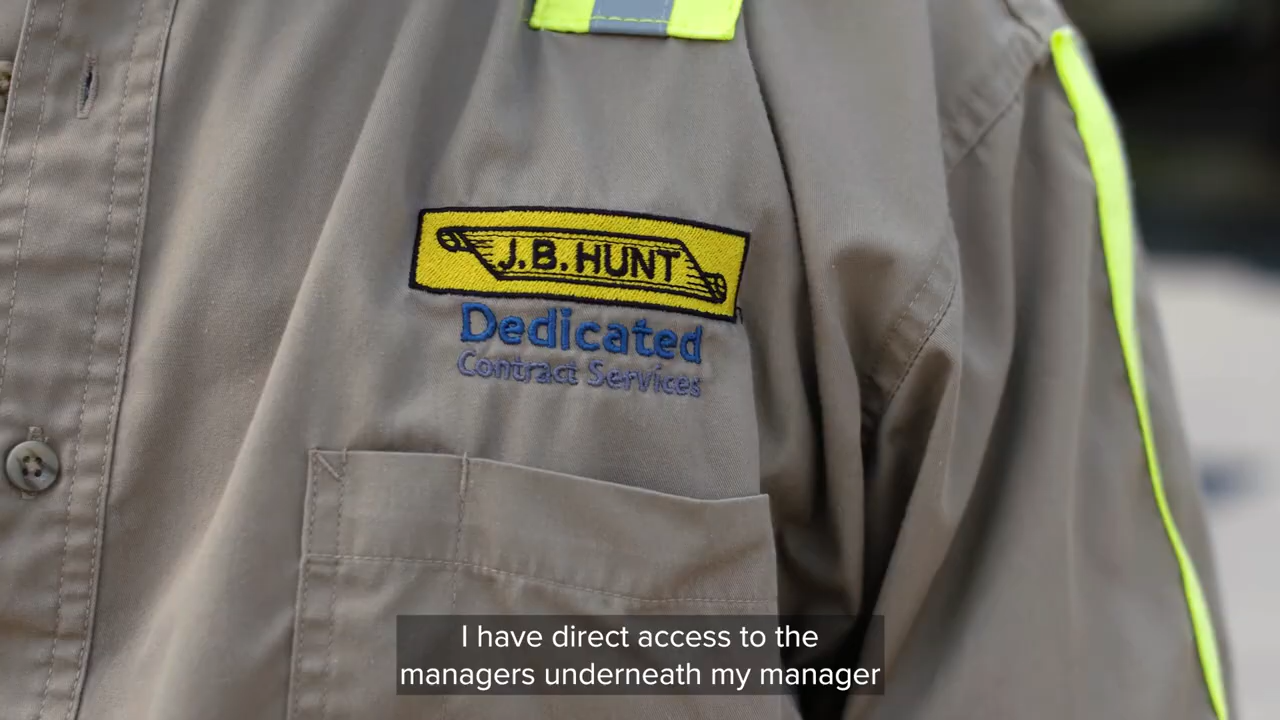 J.B. HUNT
Dedicated
Contract Services
I have direct access to the
managers underneath my manager